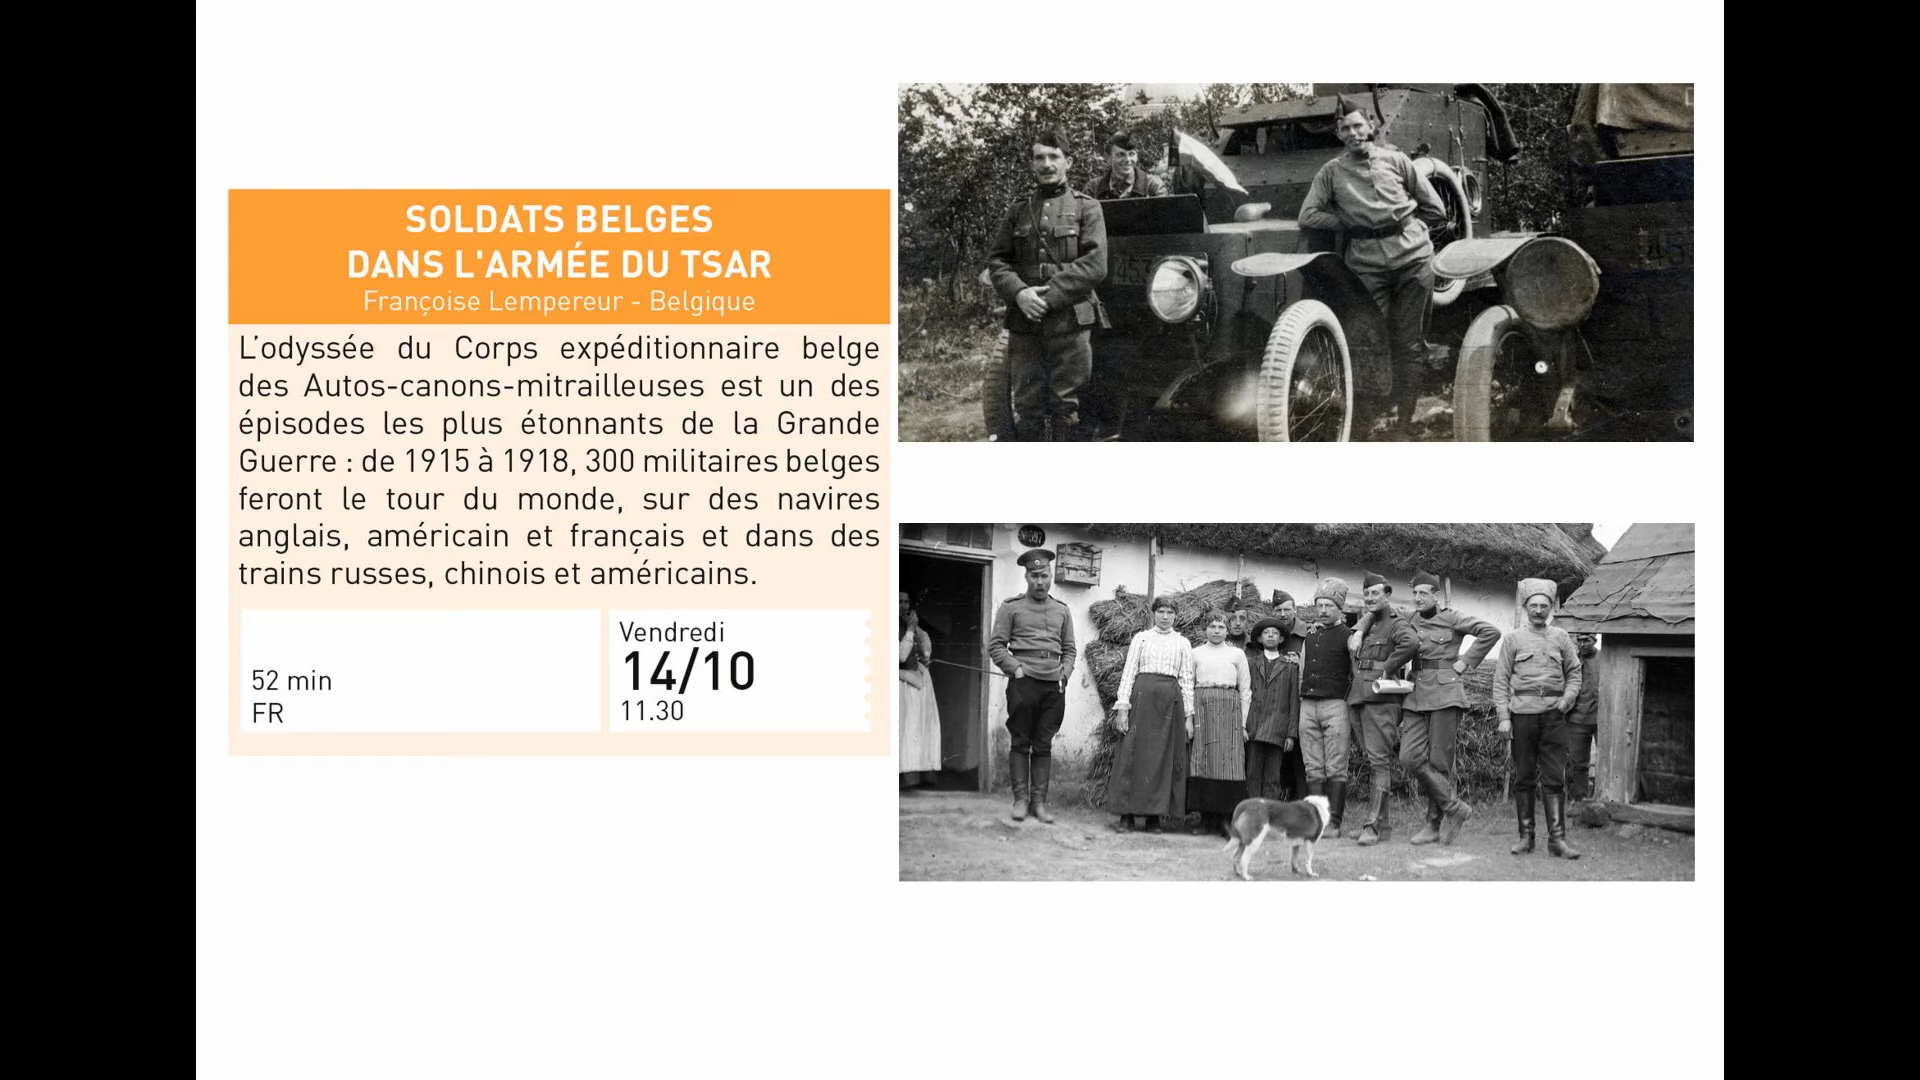 SOLDATS BELGES
DANS L'ARMÉE DU TSAR
Françoise Lempereur - Belgique
L’odyssée du Corps expéditionnaire belge
des Autos-canons-mitrailleuses est un des
épisodes les plus étonnants de la Grande
Guerre : de 1915 à 1918, 300 militaires belges
feront le tour du monde, sur des navires
anglais, américain et français et dans des
trains russes, chinois et américains.
52 min
FR
Vendredi
14/10
11.30